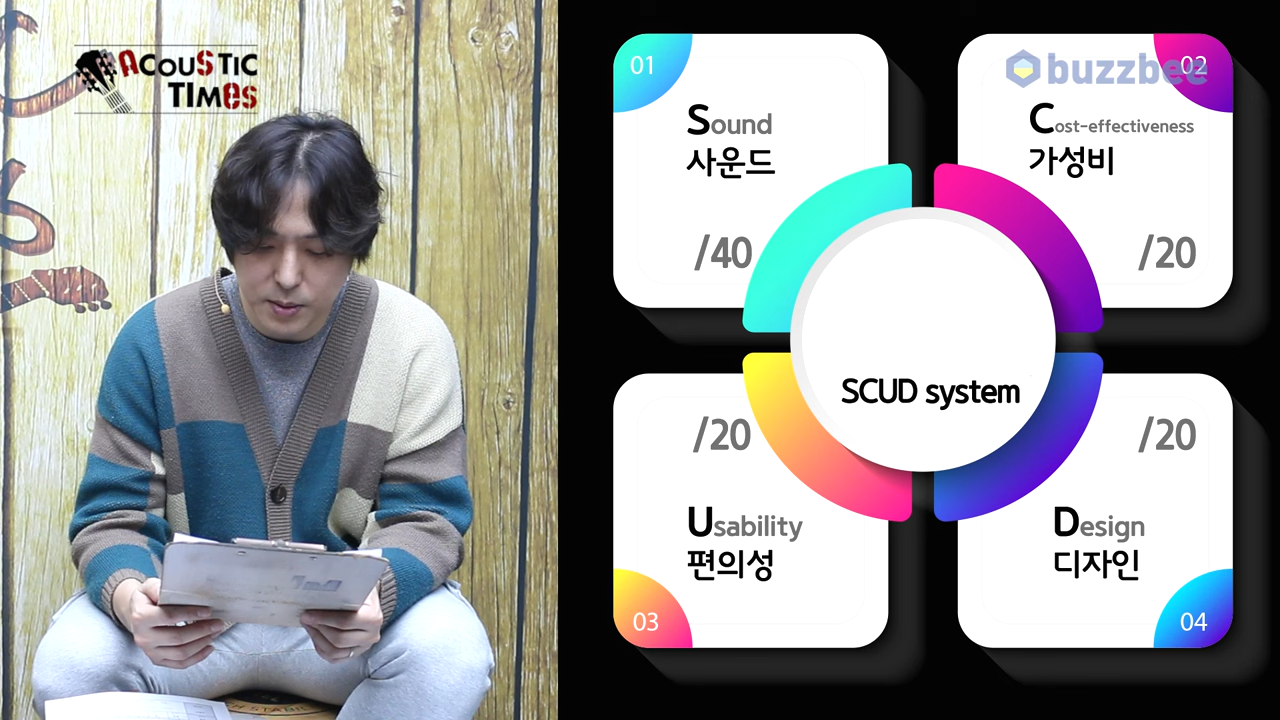 ACOUSTIC
TIMES
01
Sound
사운드
/40
buzzbee
02
Cost-effectiveness
가성비
/20
SCUD system
/20
Usability
편의성
03
/20
Design
디자인
04